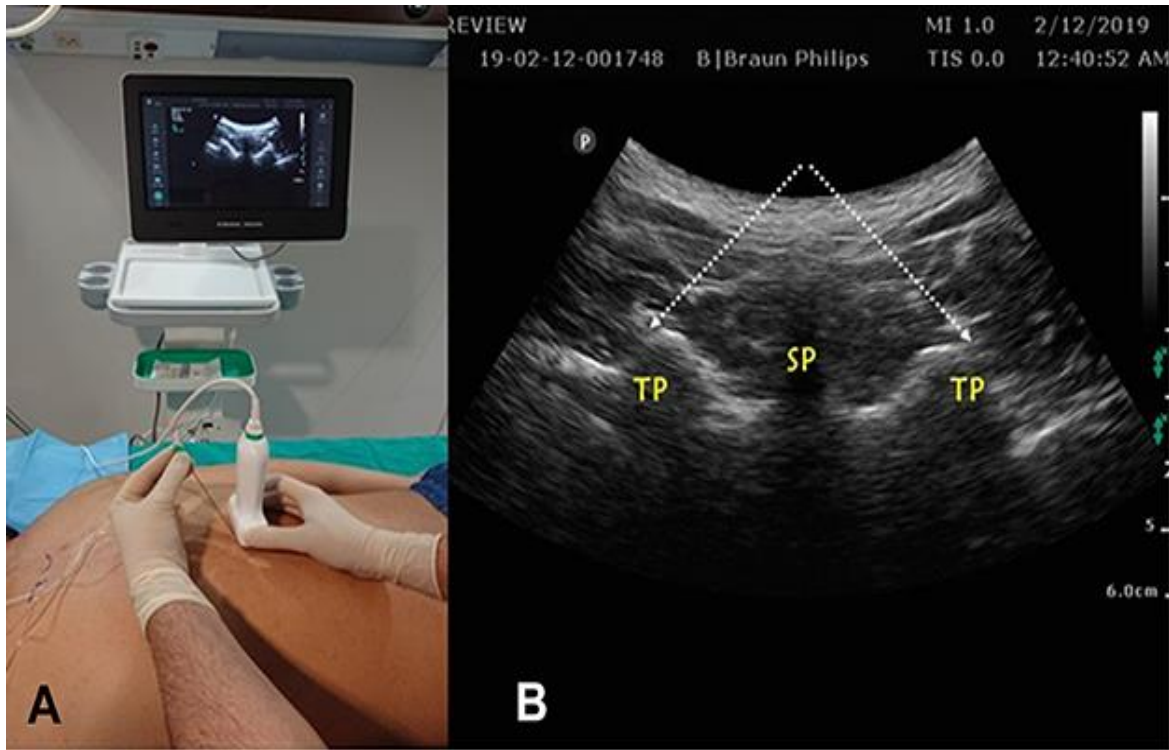 REVIEW MI 1.0 2/12/2019
19-02-12-001748 B|Braun Philips TIS 0.0 12:40:52 AM
P
SP
TP TP
5
6.0cm
A B